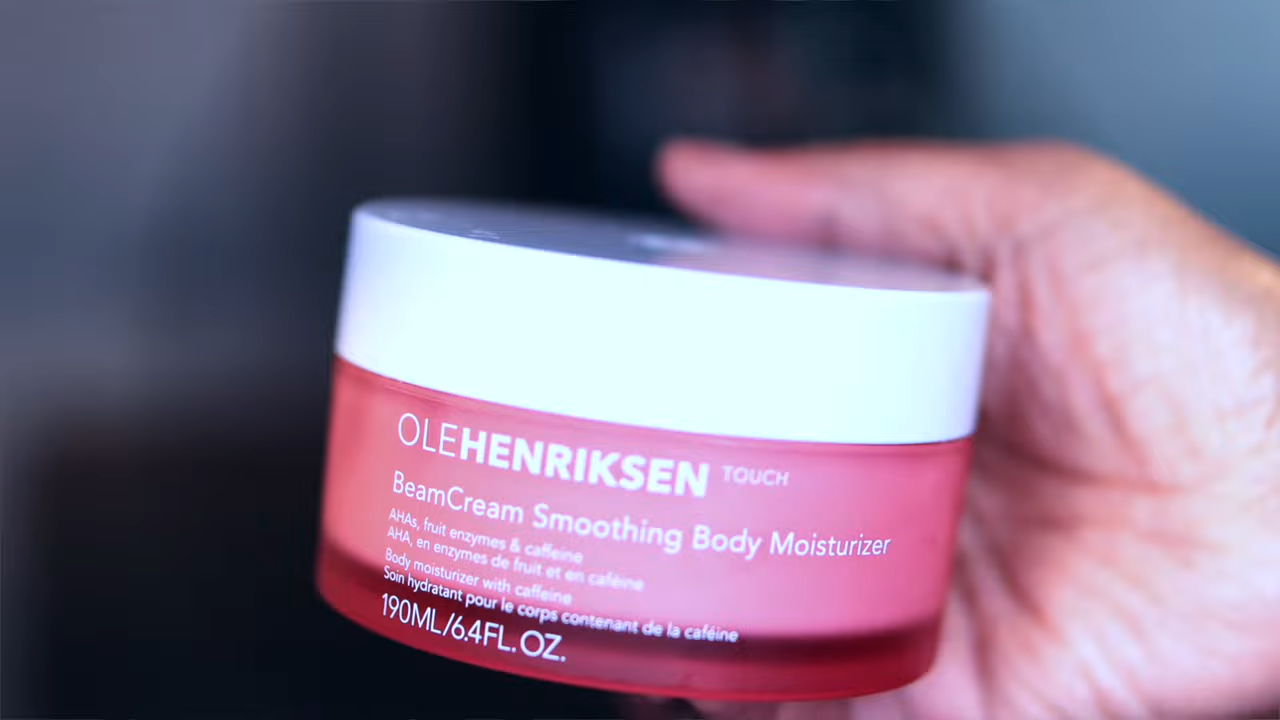 OLEHENRIKSEN TOUCH
BeamCream Smoothing Body Moisturizer
AHAs, fruit enzymes & caffeine
AHA, en enzymes de fruit et en caféine
Body moisturizer with caffeine
Soin hydratant pour le corps contenant de la caféine
190ML/6.4FL.OZ.